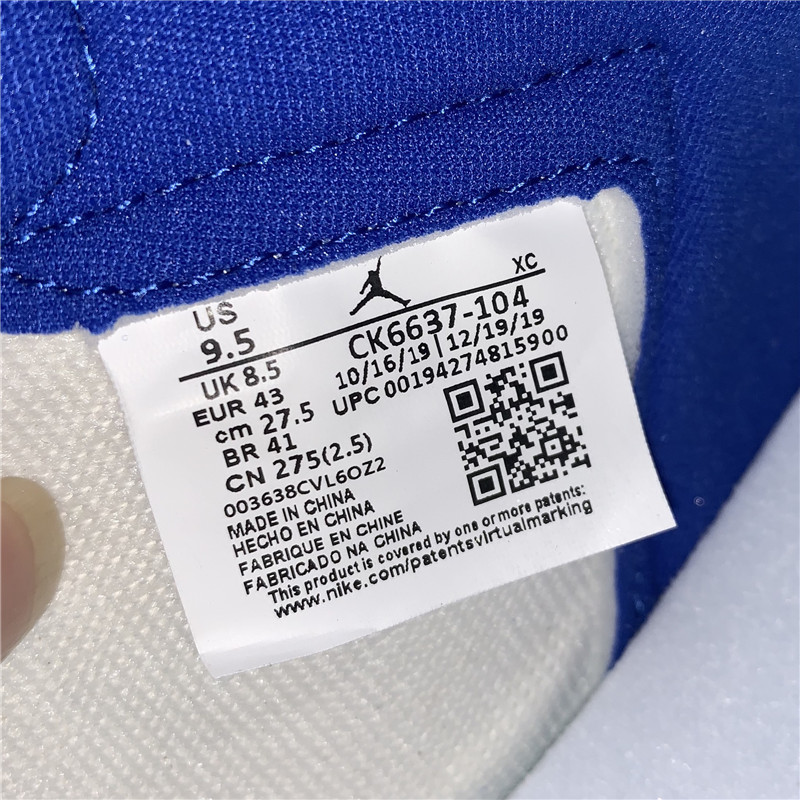 XC
US
9.5
CK6637-104
10/16/19|12/19/19
UPC 00194274815900
UK 8.5
EUR 43
cm 27.5
BR 41
CN 275(2.5)
003638CVL6OZ2
MADE IN CHINA
HECHO EN CHINA
FABRIQUE EN CHINE
FABRICADO NA CHINA
This product is covered by one or more patents:
www.nike.com/patentsvirtualmarking